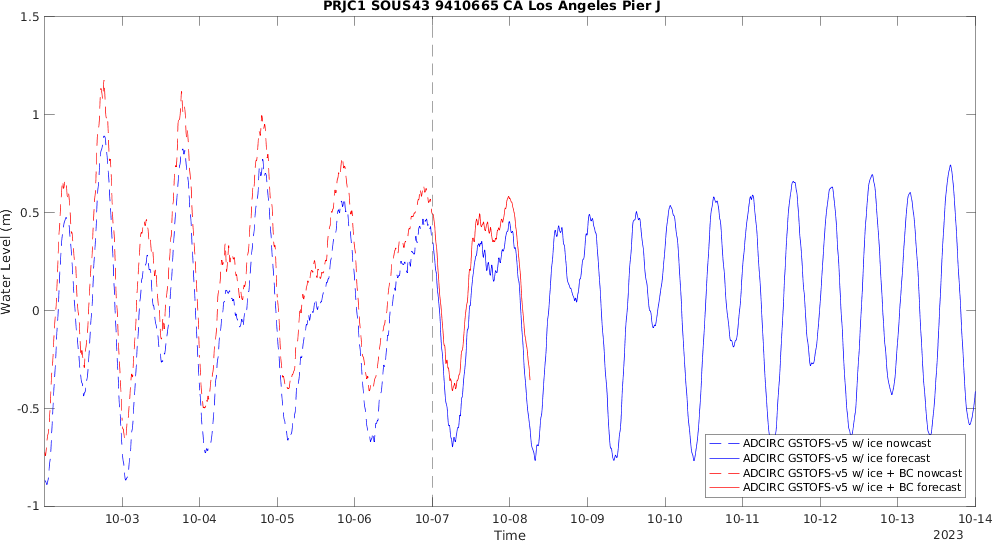 PRJC1 SOUS43 9410665 CA Los Angeles Pier J
1.5
1
0.5
0
-0.5
-1
Water Level (m)
10-03 10-04 10-05 10-06 10-07 10-08 10-09 10-10 10-11 10-12 10-13 10-14
Time
2023
ADCIRC GSTOFS-v5 w/ ice nowcast
ADCIRC GSTOFS-v5 w/ ice forecast
ADCIRC GSTOFS-v5 w/ ice + BC nowcast
ADCIRC GSTOFS-v5 w/ ice + BC forecast